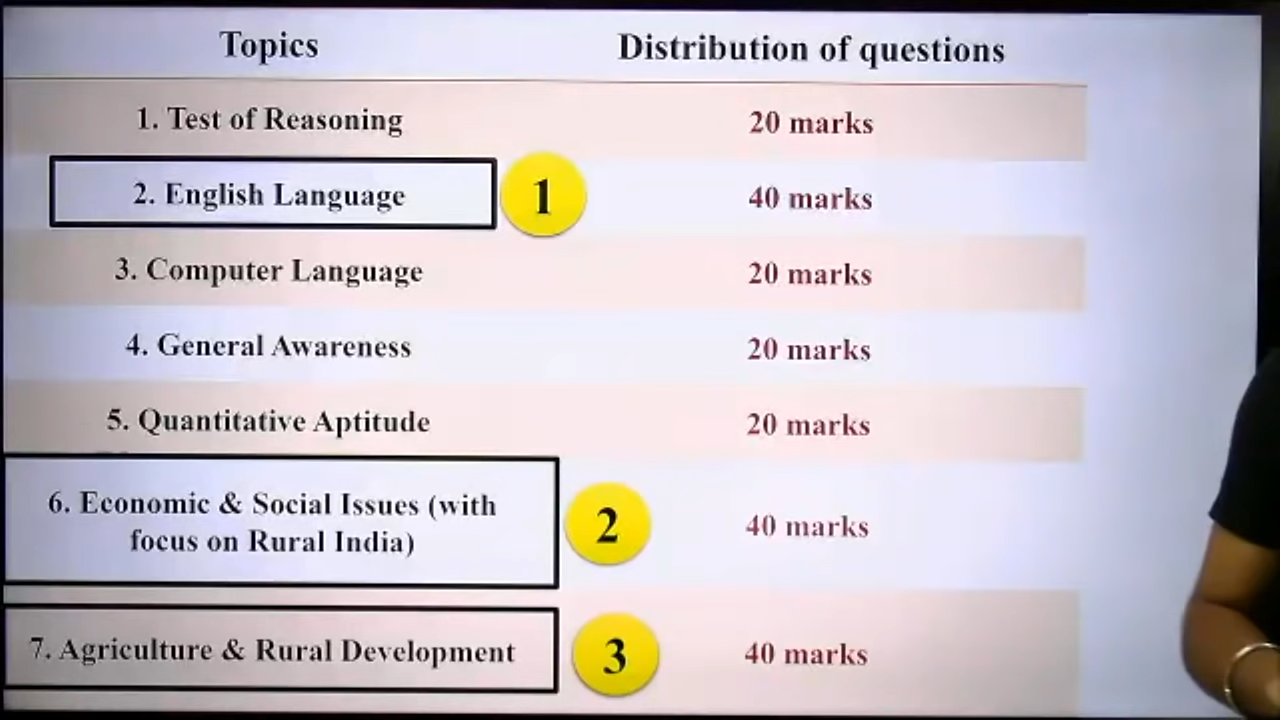 Topics Distribution of questions
1. Test of Reasoning 20 marks
2. English Language 1 40 marks
3. Computer Language 20 marks
4. General Awareness 20 marks
5. Quantitative Aptitude 20 marks
6. Economic & Social Issues (with
focus on Rural India) 2 40 marks
7. Agriculture & Rural Development 3 40 marks